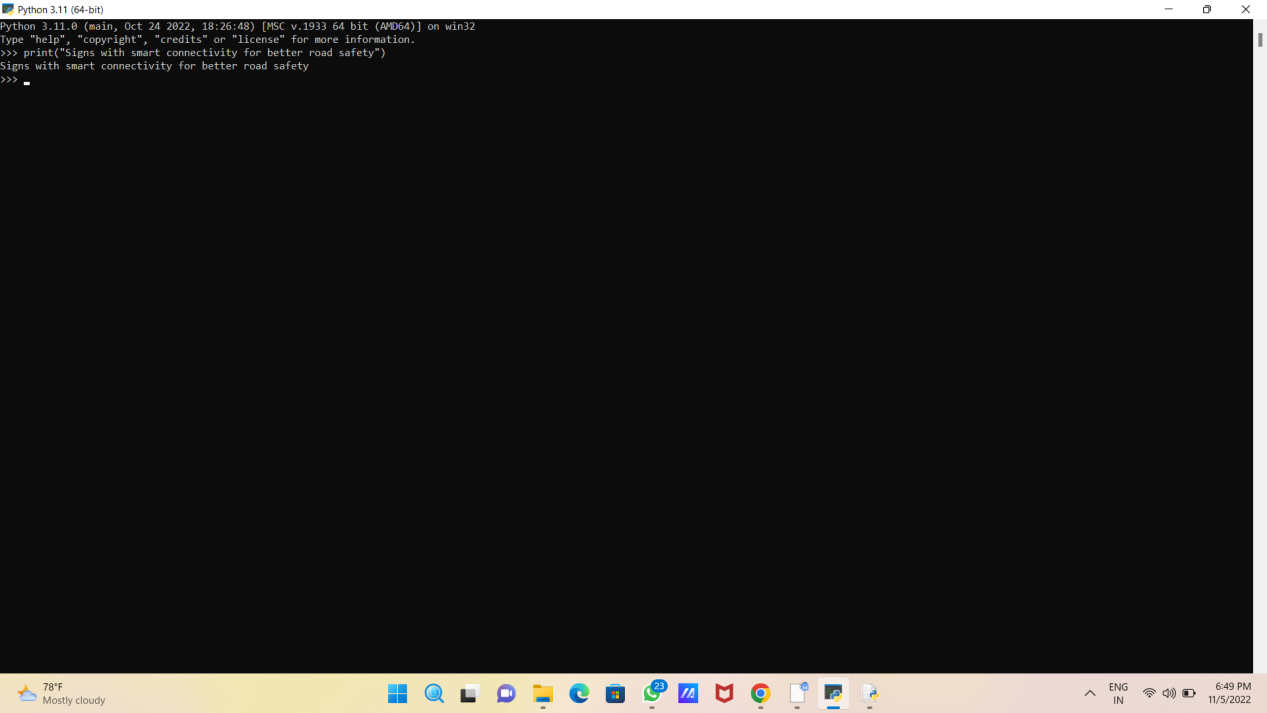 Python 3.11 (64-bit)
Python 3.11.0 (main, Oct 24 2022, 18:26:48) [MSC v.1933 64 bit (AMD64)] on win32
Type "help", "copyright", "credits" or "license" for more information.
>>> print("Signs with smart connectivity for better road safety")
Signs with smart connectivity for better road safety
>>>
78°F
Mostly cloudy
23
ENG
IN
6:49 PM
11/5/2022